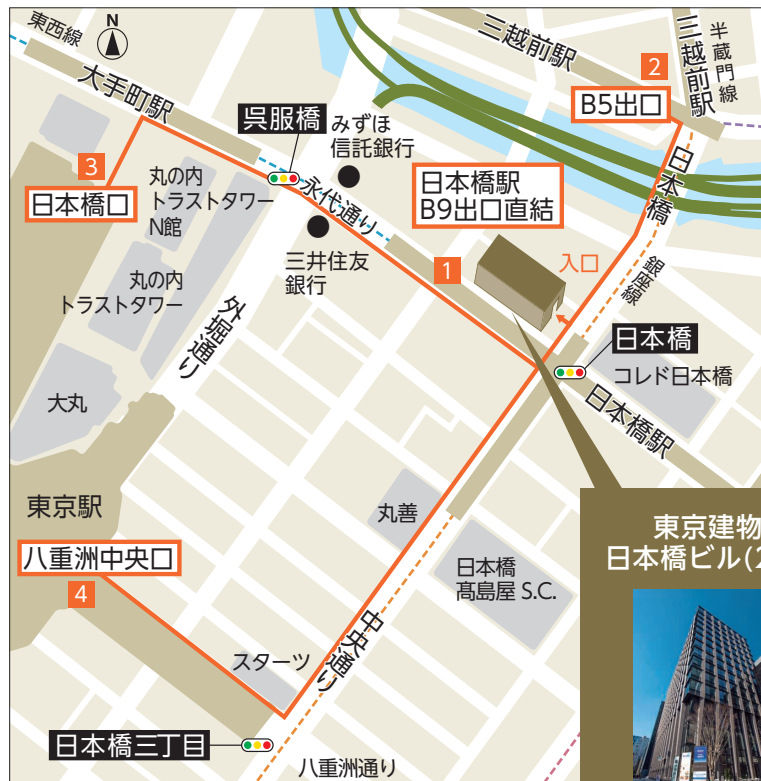 東西線
N
大手町駅
三越前駅
三越前駅
半蔵門線
2
B5出口
呉服橋
みずほ
信託銀行
日本橋
3
日本橋口
丸の内
トラストタワー
N館
永代通り
日本橋駅
B9出口直結
三井住友
銀行
1
入口
銀座線
丸の内
トラストタワー
外堀通り
日本橋
コレド日本橋
大丸
日本橋駅
東京駅
丸善
八重洲中央口
4
日本橋
髙島屋 S.C.
東京建物
日本橋ビル(2
スターツ
中央通り
日本橋三丁目
八重洲通り